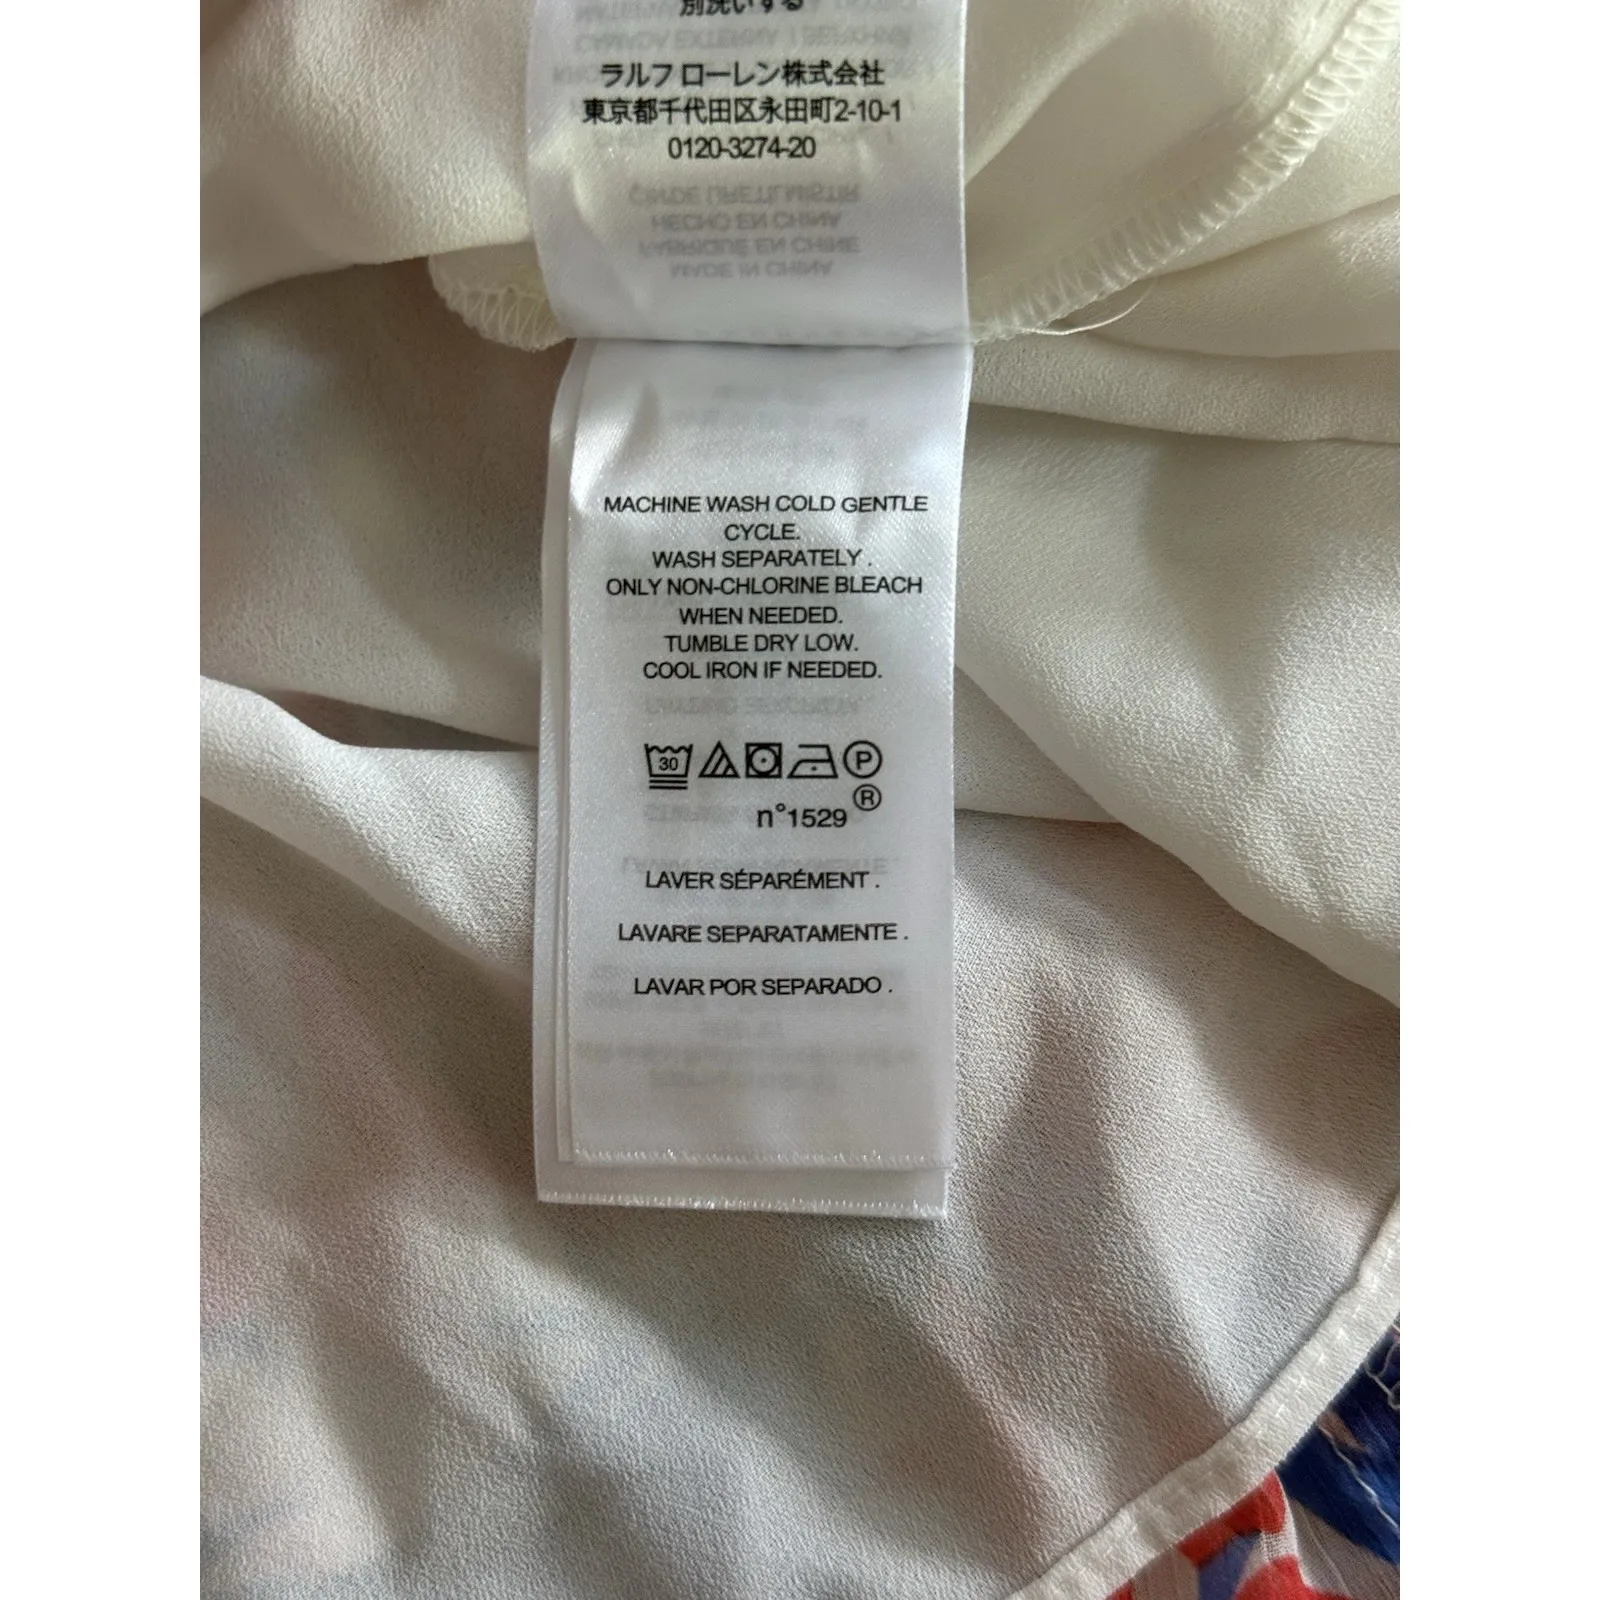 別洗いする
ラルフ ローレン株式会社
東京都千代田区永田町2-10-1
0120-3274-20
MACHINE WASH COLD GENTLE
CYCLE.
WASH SEPARATELY .
ONLY NON-CHLORINE BLEACH
WHEN NEEDED.
TUMBLE DRY LOW.
COOL IRON IF NEEDED.
30
P
n°1529 ®
LAVER SÉPARÉMENT .
LAVARE SEPARATAMENTE .
LAVAR POR SEPARADO .